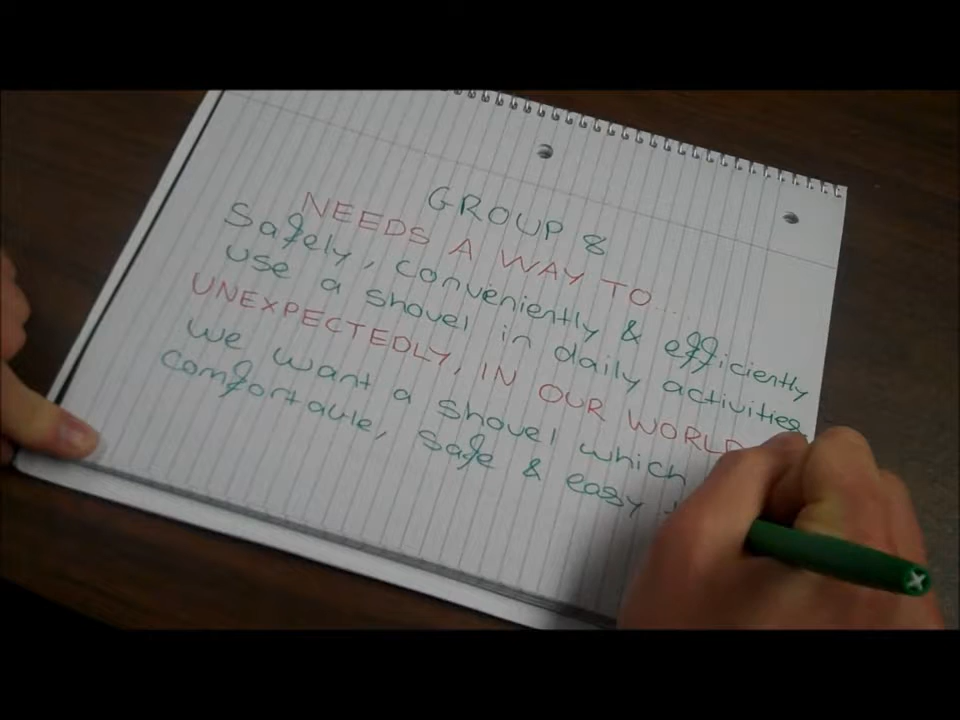 GROUP 8
NEEDS A WAY TO...
Safely, conveniently & efficiently
use a shovel in daily activities.
UNEXPECTEDLY, IN OUR WORLD
we want a shovel which
comfortable, safe & easy